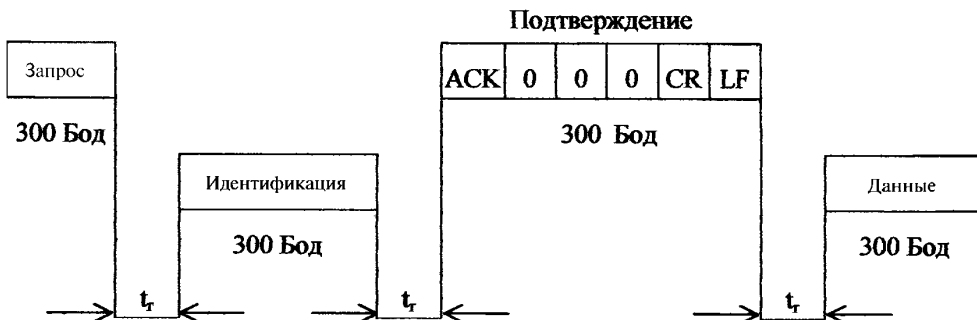 Подтверждение
Запрос
ACK 0 0 0 CR LF
300 Бод
300 Бод
Идентификация
Данные
300 Бод
300 Бод
tr
tr
tr